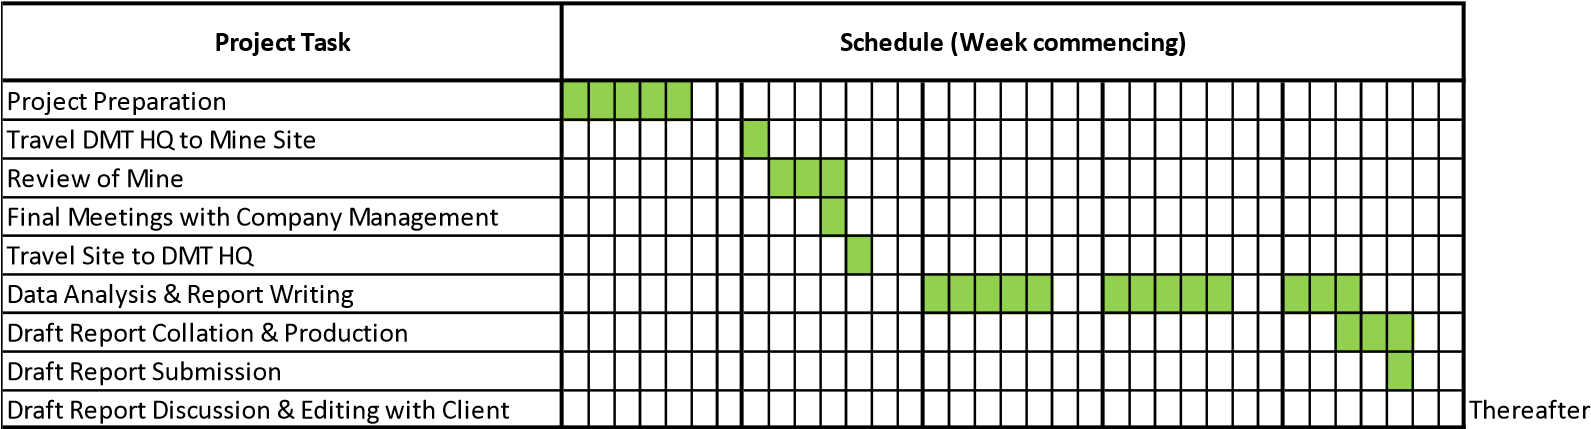 Project Task
Schedule (Week commencing)
Project Preparation
Travel DMT HQ to Mine Site
Review of Mine
Final Meetings with Company Management
Travel Site to DMT HQ
Data Analysis & Report Writing
Draft Report Collation & Production
Draft Report Submission
Draft Report Discussion & Editing with Client
Thereafter